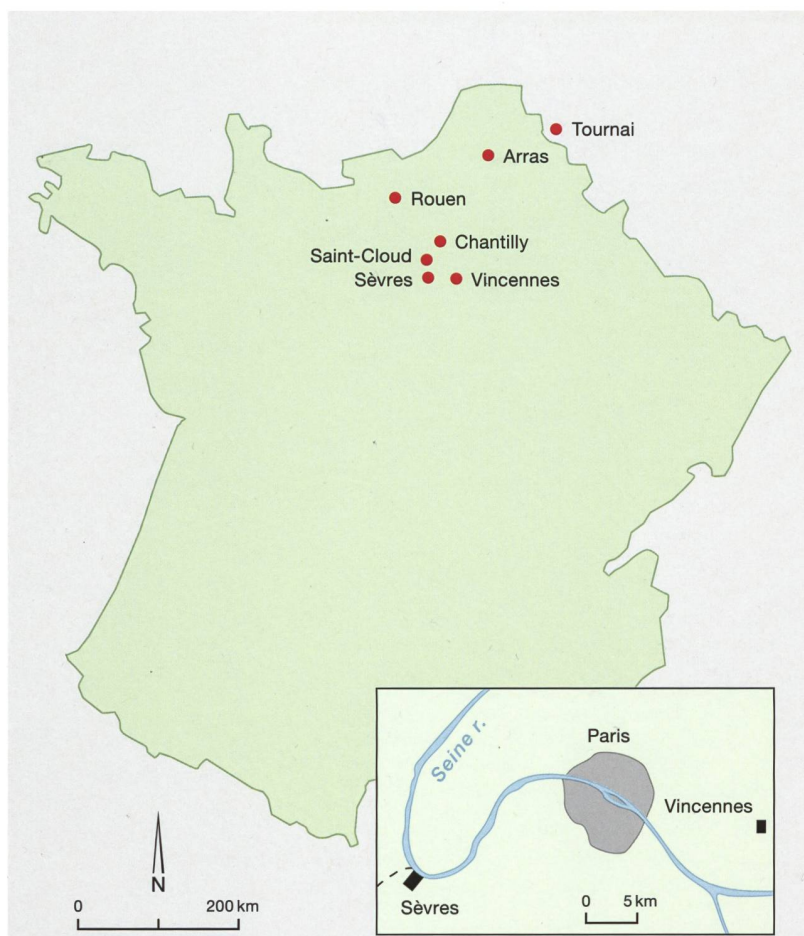 Tournai
Arras
Rouen
Chantilly
Saint-Cloud
Sèvres
Vincennes
Seine r.
Paris
Vincennes
Sèvres
0 5 km
N
0 200 km